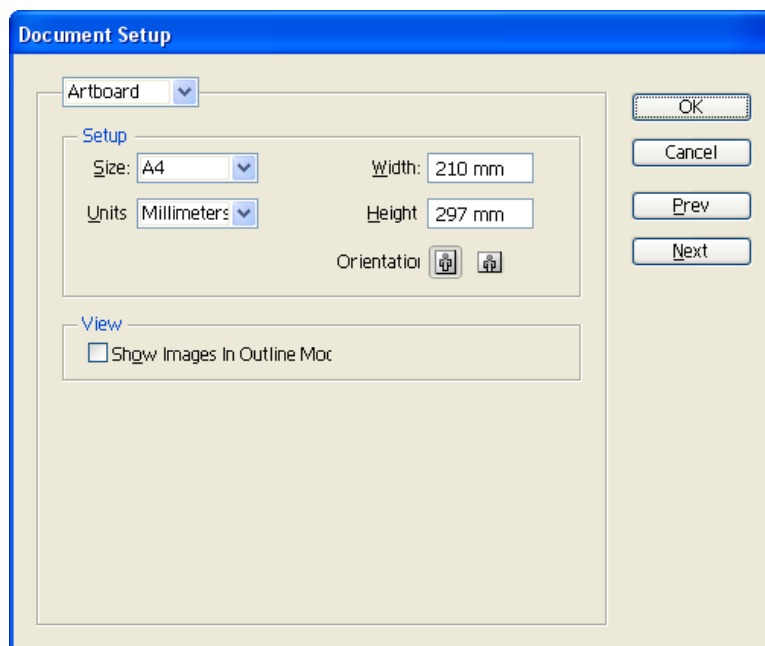 Document Setup
Artboard
OK
Setup
Size: A4 Width: 210 mm
Cancel
Units Millimeters Height 297 mm
Prev
Orientation
Next
View
Show Images In Outline Moc